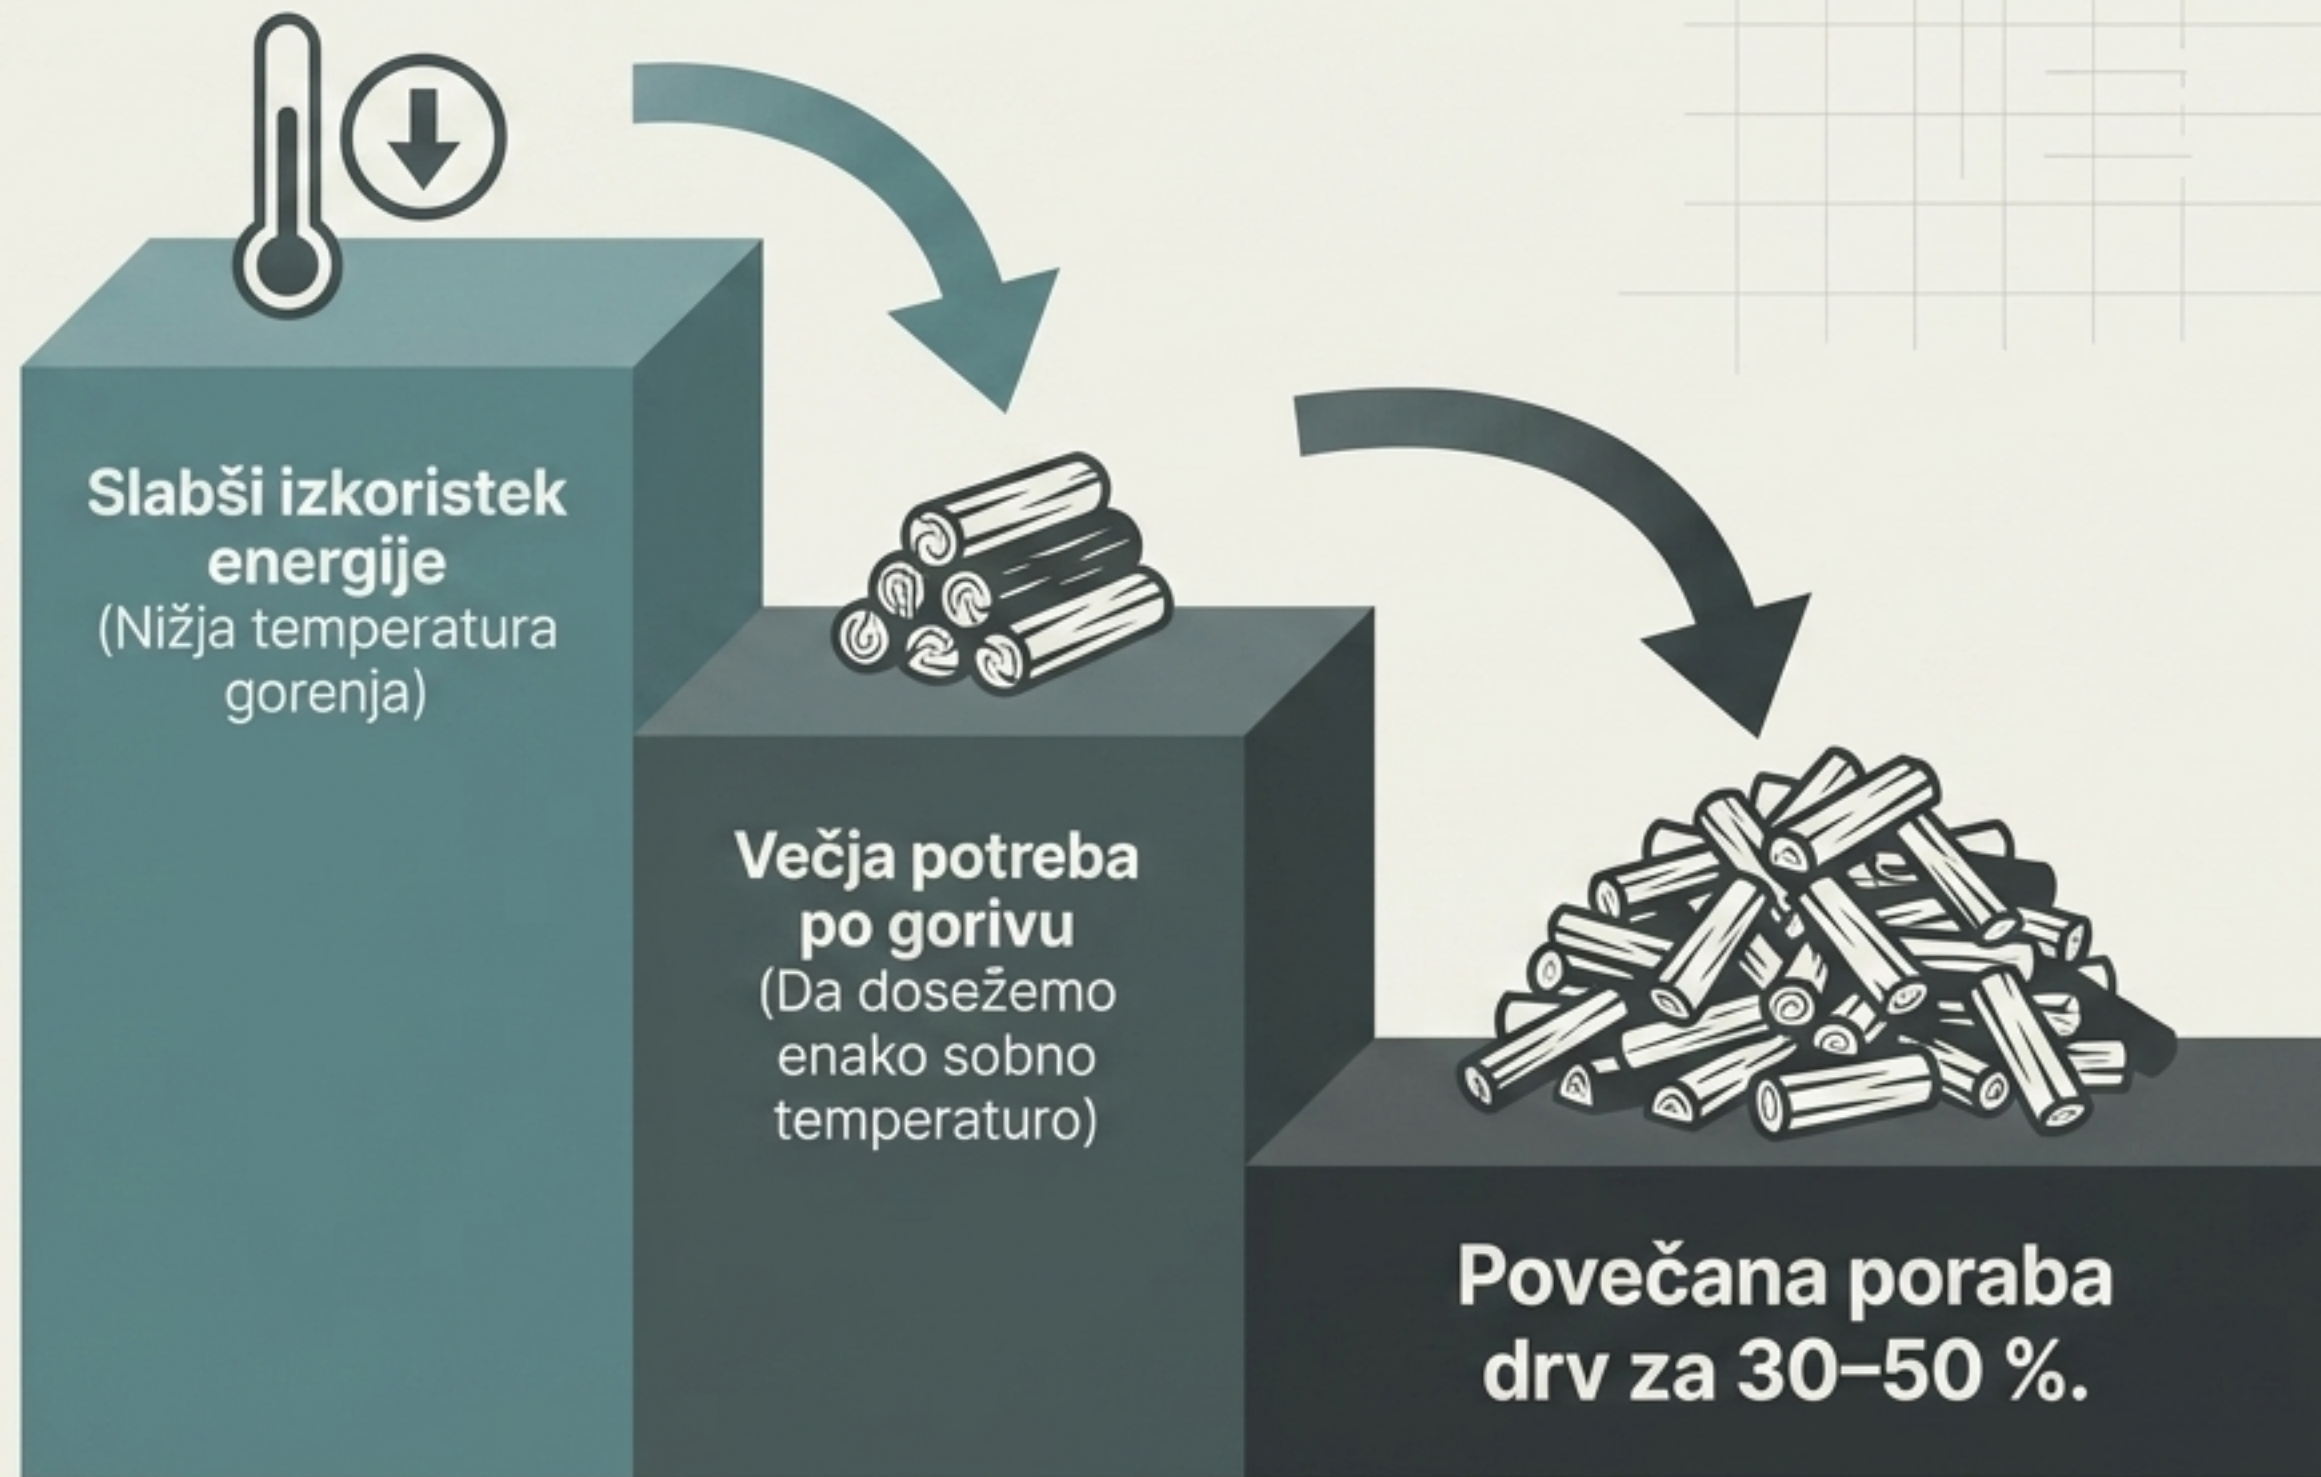 Slabši izkoristek
energije
(Nižja temperatura
gorenja)
Večja potreba
po gorivu
(Da dosežemo
enako sobno
temperaturo)
Povečana poraba
drv za 30–50 %.